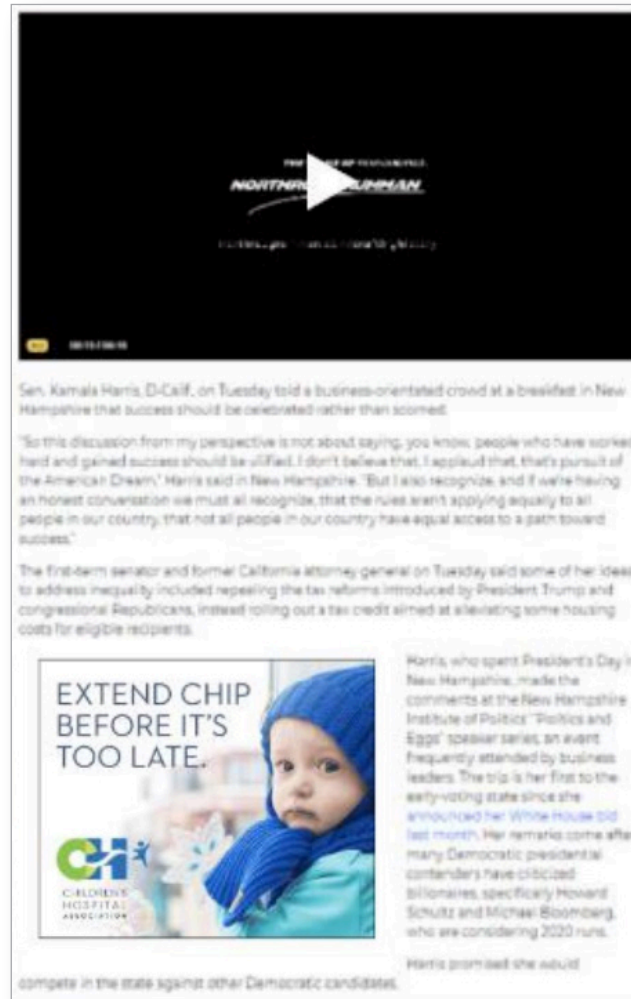 NORTHROP GRUMMAN
Sen. Kamala Harris, D-Calif., on Tuesday told a business-orientated crowd at a breakfast in New
Hampshire that success should be celebrated rather than scorned.
"So this discussion from my perspective is not about saying, you know, people who have worked
hard and gained success should be vilified. I don't believe that, I applaud that, that's pursuit of
the American Dream," Harris said in New Hampshire. "But I also recognize, and if we're having
an honest conversation we must all recognize, that the rules aren't applying equally to all
people in our country, that not all people in our country have equal access to a path toward
success."
The first-term senator and former California attorney general on Tuesday said some of her ideas
to address inequality included repealing the tax reforms introduced by President Trump and
congressional Republicans, instead rolling out a tax credit aimed at alleviating some housing
costs for eligible recipients.
EXTEND CHIP
BEFORE IT'S
TOO LATE.
CH
CHILDREN'S
HOSPITAL
ASSOCIATION
Harris, who spent President's Day in
New Hampshire, made the
comments at the New Hampshire
Institute of Politics' "Politics and
Eggs" speaker series, an event
frequently attended by business
leaders. The trip is her first to the
early-voting state since she
announced her White House bid
last month. Her remarks come after
many Democratic presidential
contenders have criticized
billionaires, specifically Howard
Schultz and Michael Bloomberg,
who are considering 2020 runs.
Harris promised she would
compete in the state against other Democratic candidates,